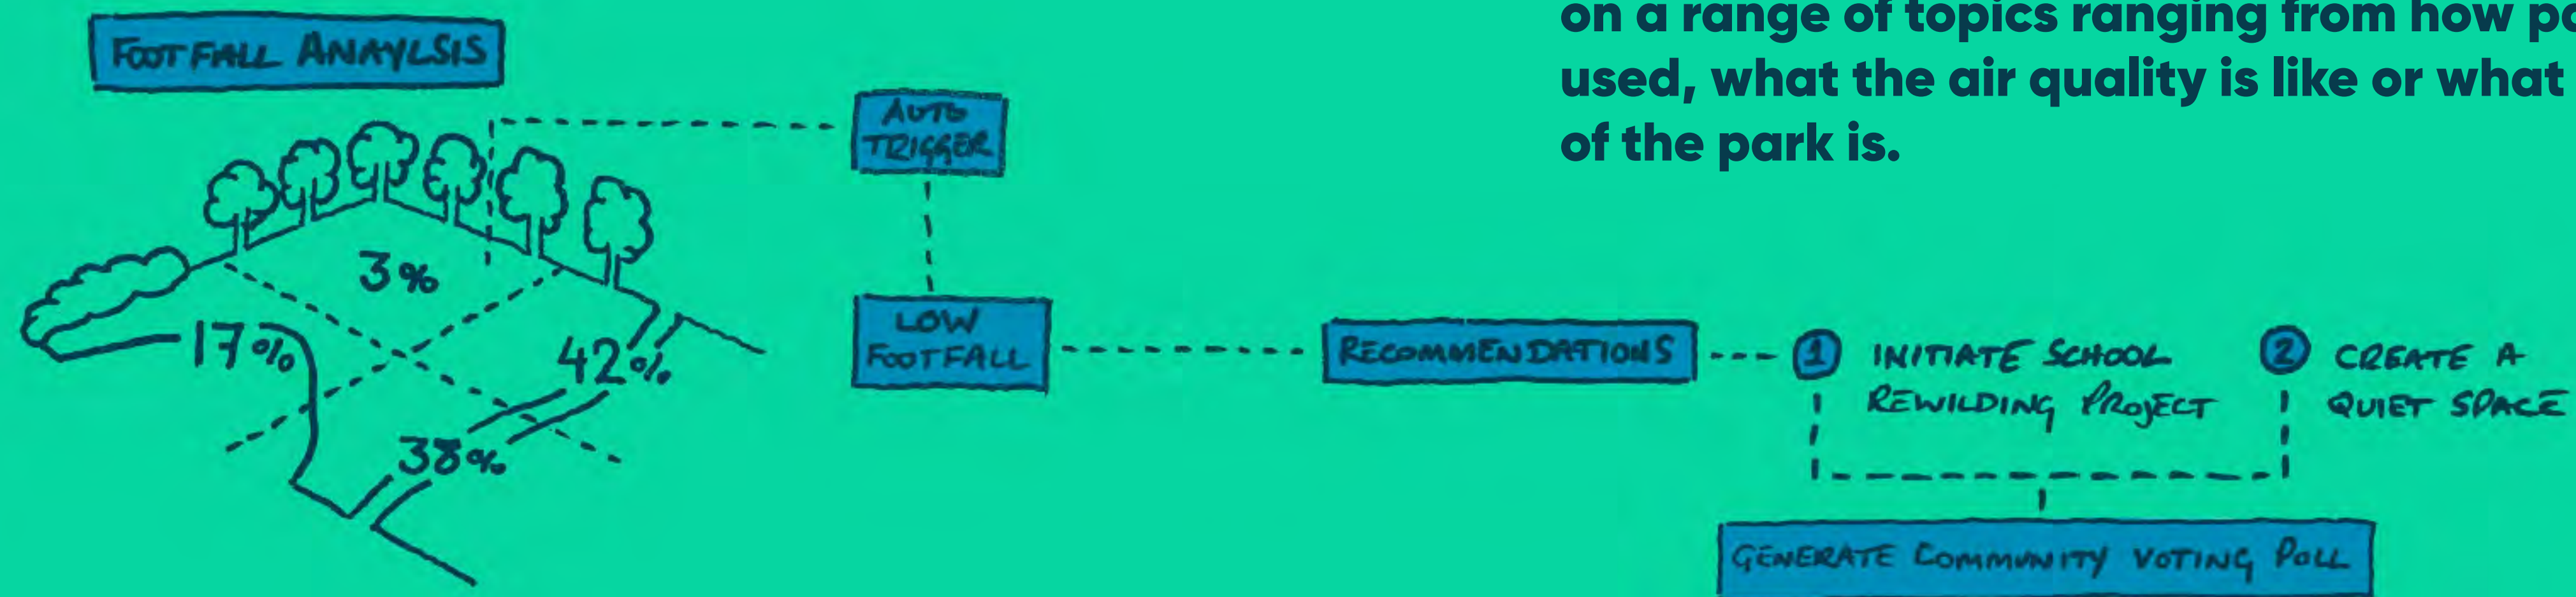 on a range of topics ranging from how pa
used, what the air quality is like or what
of the park is.
FOOTFALL ANAYLSIS
AUTO
TRIGGER
3%
17%
42%
38%
LOW
FOOTFALL
RECOMMENDATIONS
1 INITIATE SCHOOL
REWILDING PROJECT
2 CREATE A
QUIET SPACE
GENERATE COMMUNITY VOTING POLL